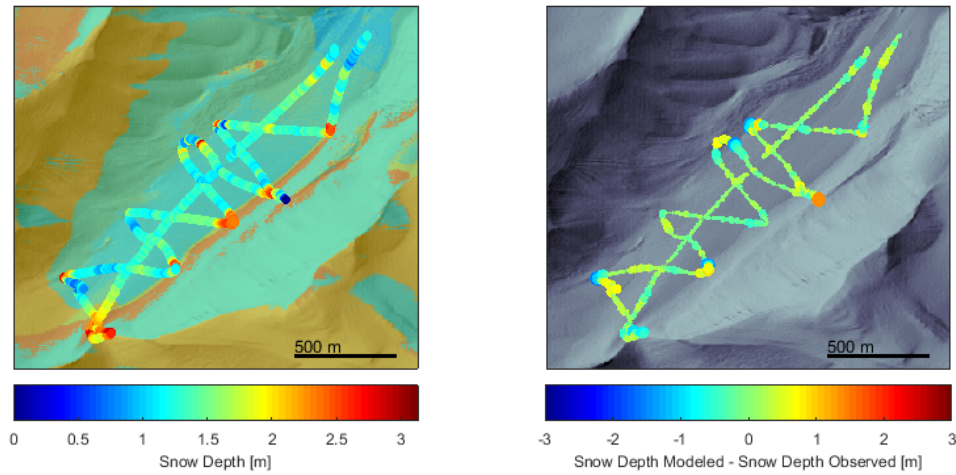 500 m
500 m
0 0.5 1 1.5 2 2.5 3
Snow Depth [m]
-3 -2 -1 0 1 2 3
Snow Depth Modeled - Snow Depth Observed [m]